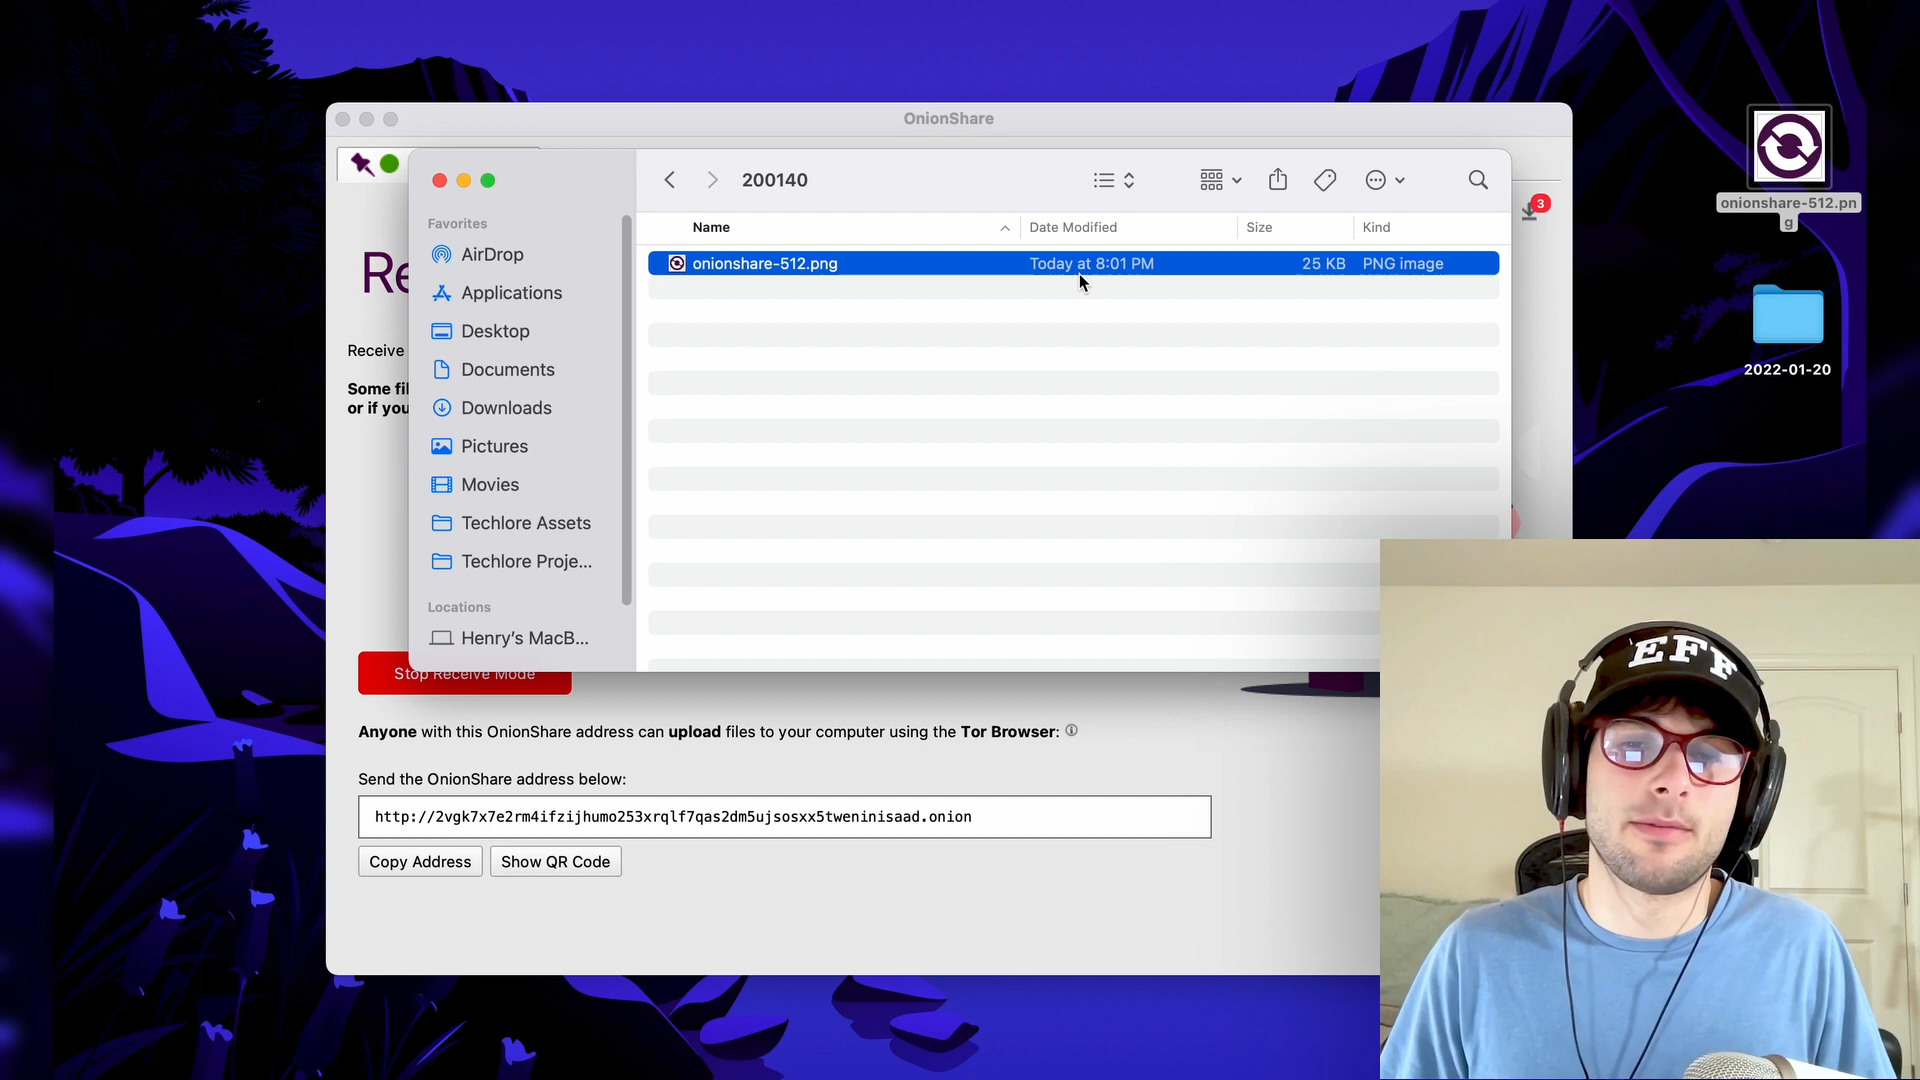 OnionShare
200140
3
onionshare-512.pn
g
Favorites
AirDrop
Applications
Desktop
Documents
Downloads
Pictures
Movies
Techlore Assets
Techlore Proje...
Locations
Henry's MacB...
Name
Date Modified
Size
Kind
onionshare-512.png
Today at 8:01 PM
25 KB
PNG image
2022-01-20
Re
Receive
Some fil
or if you
Stop Receive Mode
Anyone with this OnionShare address can upload files to your computer using the Tor Browser:
Send the OnionShare address below:
http://2vgk7x7e2rm4ifzijhumo253xrqlf7qas2dm5ujsosxx5tweninisaad.onion
Copy Address
Show QR Code
EFF